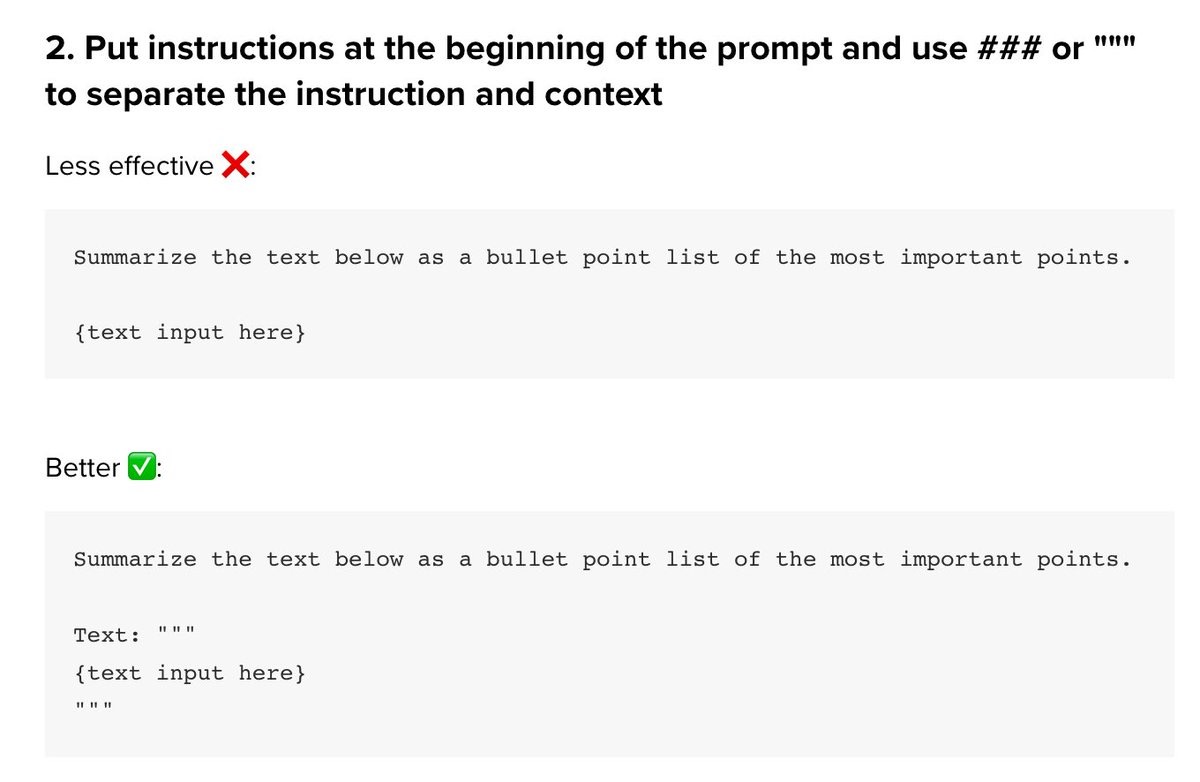 2. Put instructions at the beginning of the prompt and use ### or """
to separate the instruction and context
Less effective ❌:
Summarize the text below as a bullet point list of the most important points.
{text input here}
Better ✅:
Summarize the text below as a bullet point list of the most important points.
Text: """
{text input here}
"""